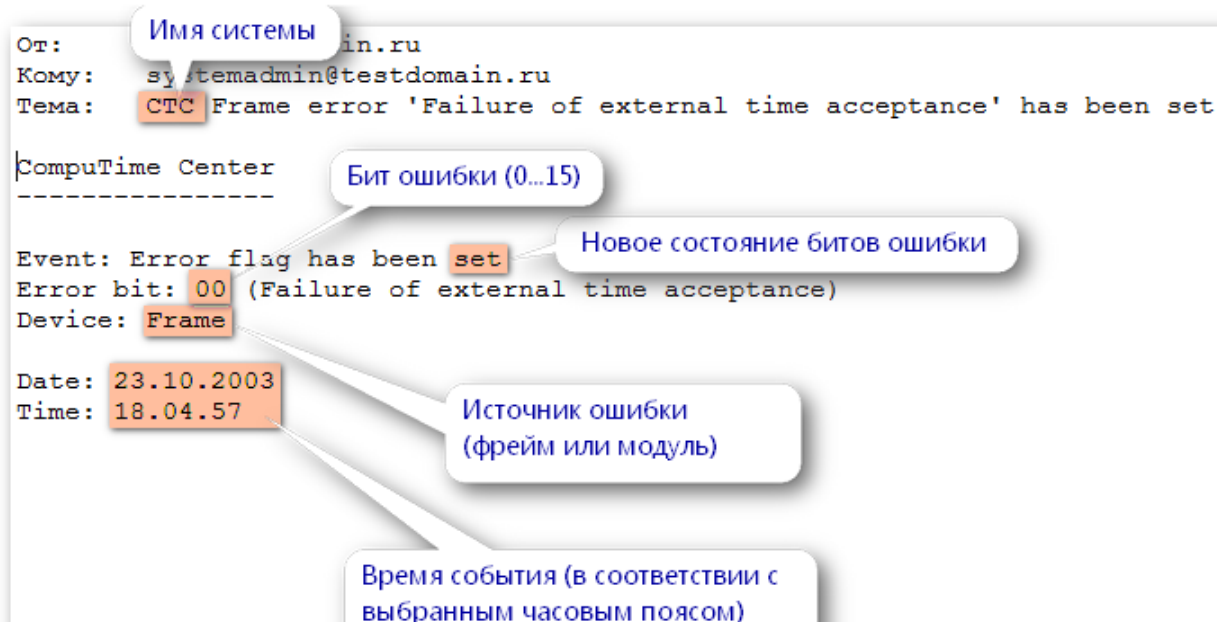 Имя системы
От: in.ru
Кому: systemadmin@testdomain.ru
Тема: CTC Frame error 'Failure of external time acceptance' has been set
CompuTime Center
----------------
Бит ошибки (0...15)
Новое состояние битов ошибки
Event: Error flag has been set
Error bit: 00 (Failure of external time acceptance)
Device: Frame
Date: 23.10.2003
Time: 18.04.57
Источник ошибки
(фрейм или модуль)
Время события (в соответствии с
выбранным часовым поясом)